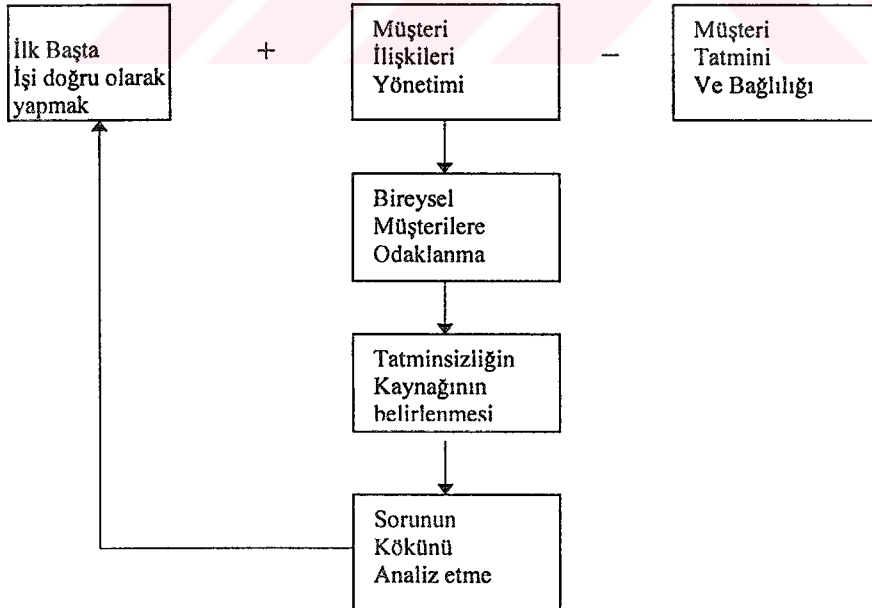 İlk Başta
İşi doğru olarak
yapmak
+
Müşteri
İlişkileri
Yönetimi
–
Müşteri
Tatmini
Ve Bağlılığı
Bireysel
Müşterilere
Odaklanma
Tatminsizliğin
Kaynağının
belirlenmesi
Sorunun
Kökünü
Analiz etme